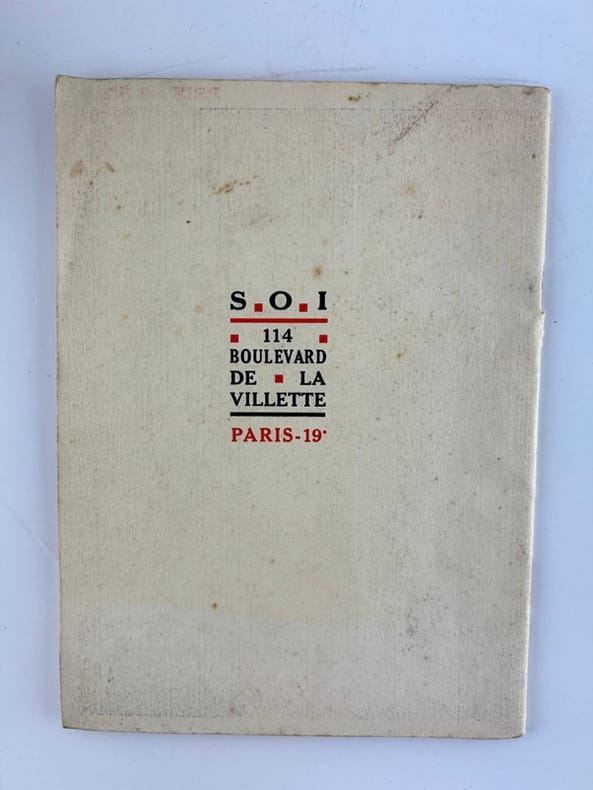 S.O.I
114
BOULEVARD
DE ▪ LA
VILLETTE
PARIS-19ᵉ